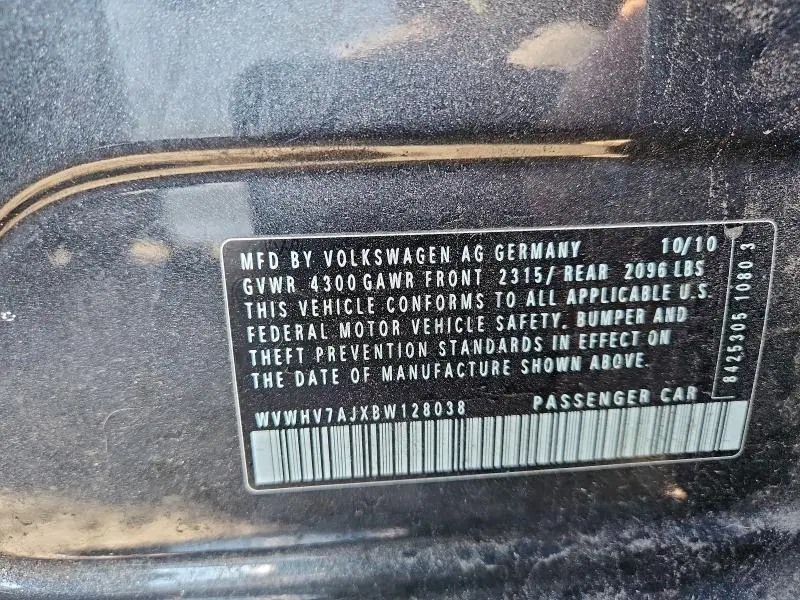 MFD BY VOLKSWAGEN AG GERMANY 10/10
GVWR 4300 GAWR FRONT 2315/ REAR 2096 LBS
THIS VEHICLE CONFORMS TO ALL APPLICABLE U.S.
FEDERAL MOTOR VEHICLE SAFETY, BUMPER AND
THEFT PREVENTION STANDARDS IN EFFECT ON
THE DATE OF MANUFACTURE SHOWN ABOVE.
WVWHV7AJXBW128038 PASSENGER CAR
8425305 1080 3